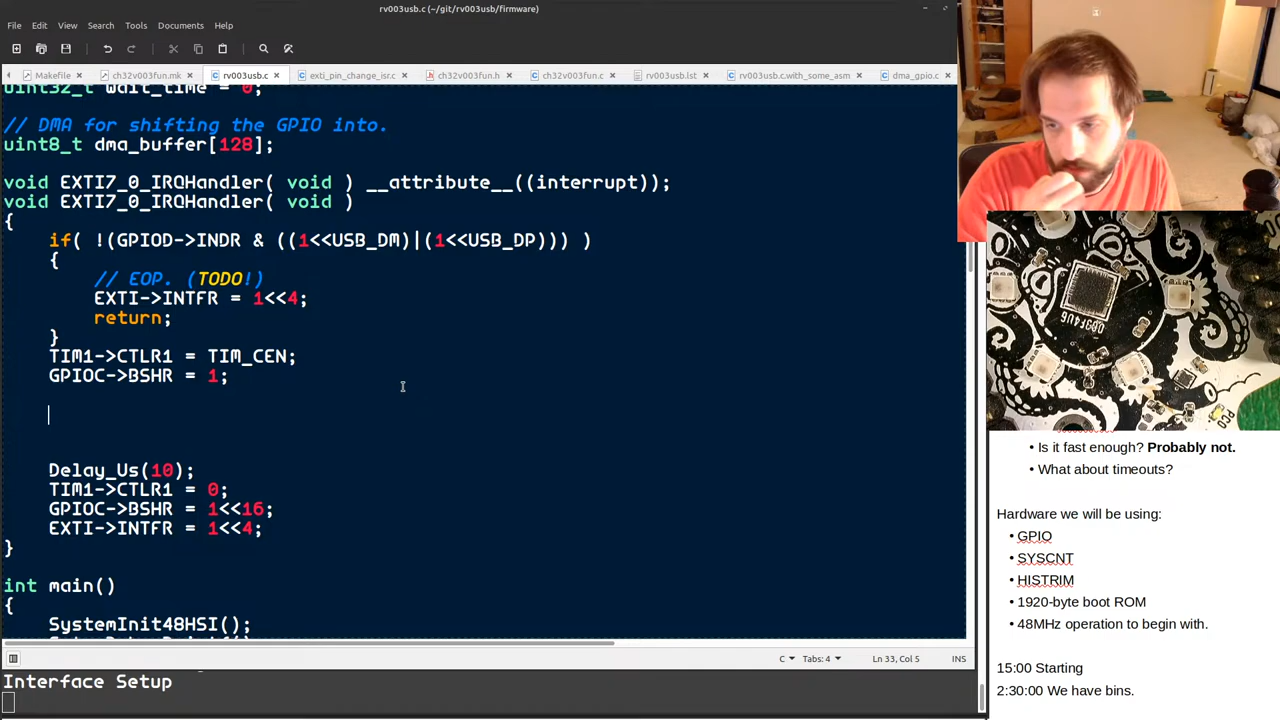 rv003usb.c (~/git/rv003usb/firmware)
File Edit View Search Tools Documents Help
Makefile ch32v003fun.mk rv003usb.c exti_pin_change_isr.c ch32v003fun.h ch32v003fun.c rv003usb.lst rv003usb.c.with_some_asm dma_gpio.c
uint32_t wait_time = 0;
// DMA for shifting the GPIO into.
uint8_t dma_buffer[128];
void EXTI7_0_IRQHandler( void ) __attribute__((interrupt));
void EXTI7_0_IRQHandler( void )
{
if( !(GPIOD->INDR & ((1<<USB_DM)|(1<<USB_DP))) )
{
// EOP. (TODO!)
EXTI->INTFR = 1<<4;
return;
}
TIM1->CTLR1 = TIM_CEN;
GPIOC->BSHR = 1;
Delay_Us(10);
TIM1->CTLR1 = 0;
GPIOC->BSHR = 1<<16;
EXTI->INTFR = 1<<4;
}
int main()
{
SystemInit48HSI();
C Tabs: 4 Ln 33, Col 5 INS
Interface Setup
• Is it fast enough? Probably not.
• What about timeouts?
Hardware we will be using:
• GPIO
• SYSCNT
• HISTRIM
• 1920-byte boot ROM
• 48MHz operation to begin with.
15:00 Starting
2:30:00 We have bins.